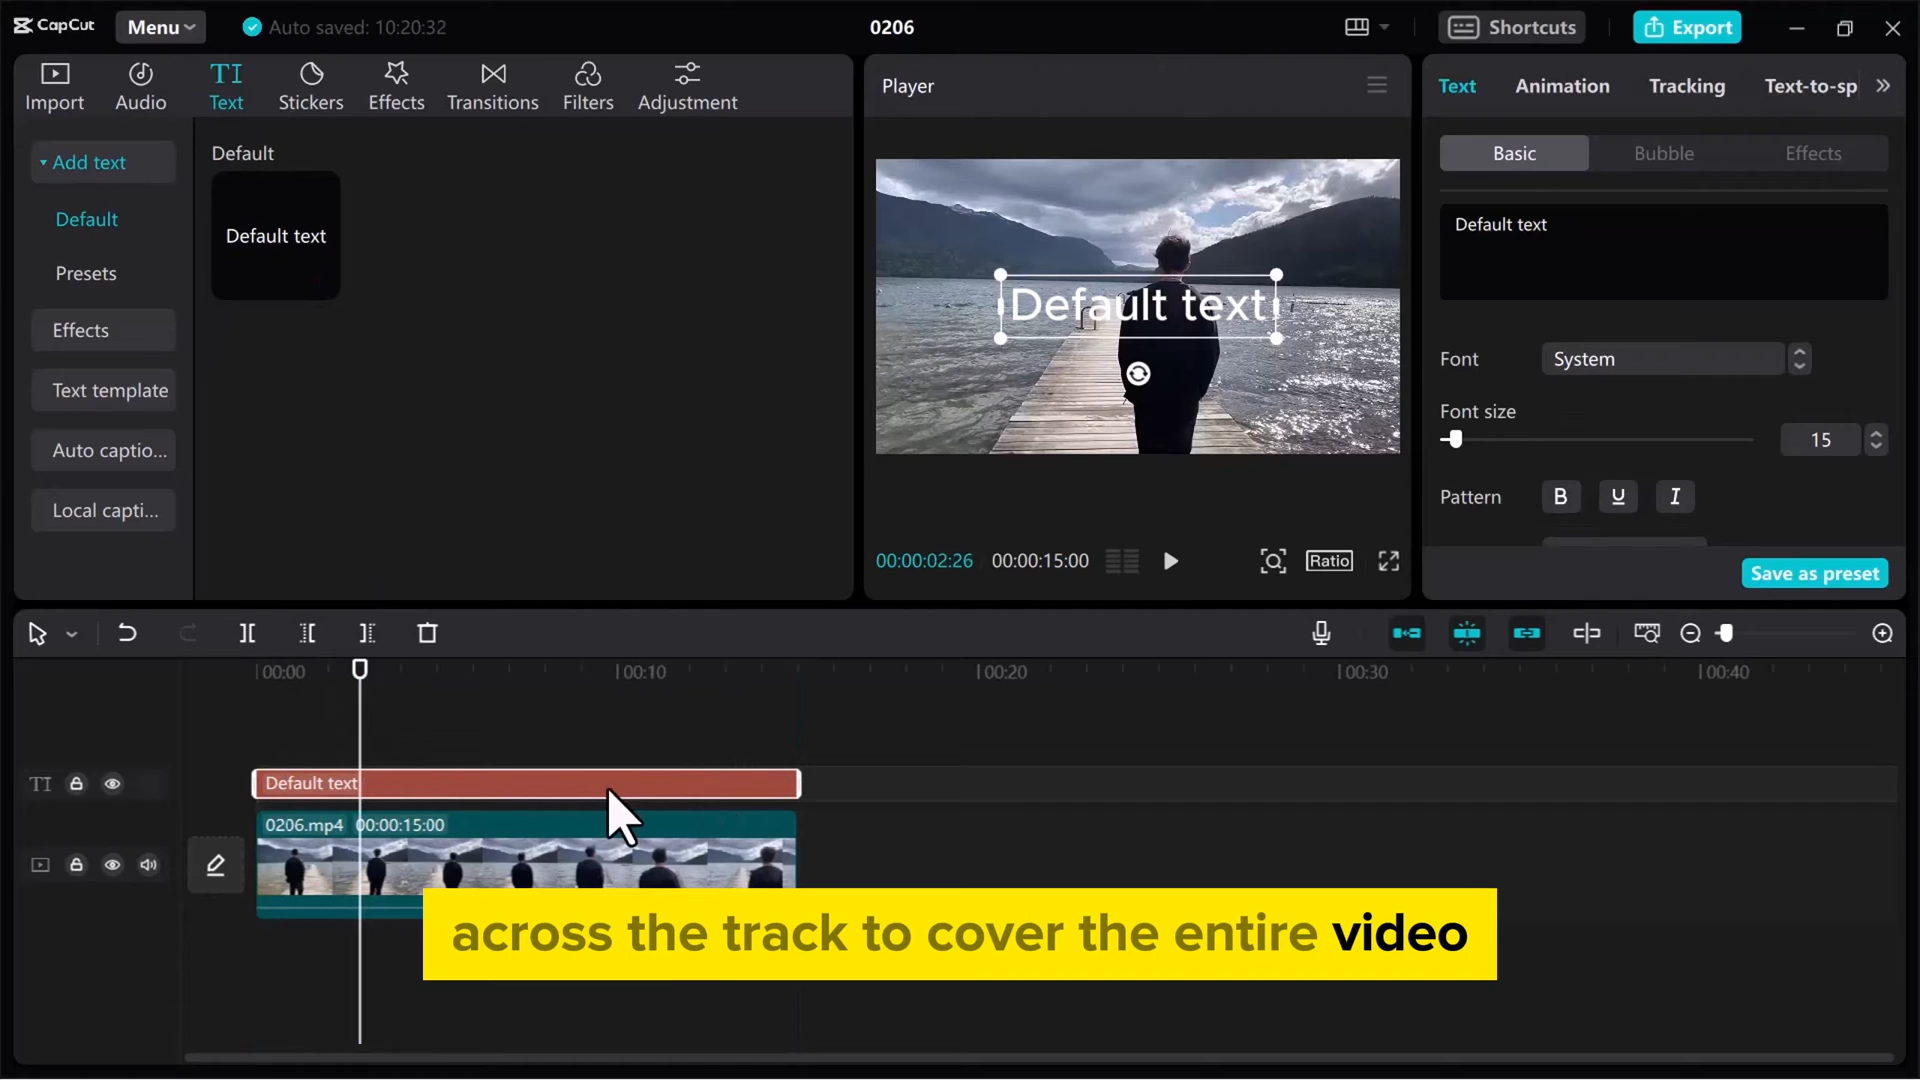 CapCut
Menu
Auto saved: 10:20:32
0206
Shortcuts
Export
Import
Audio
TI
Text
Stickers
Effects
Transitions
Filters
Adjustment
Add text
Default
Presets
Effects
Text template
Auto captio...
Local capti...
Default
Default text
Player
Default text
00:00:02:26
00:00:15:00
Ratio
Text
Animation
Tracking
Text-to-sp
Basic
Bubble
Effects
Default text
Font
System
Font size
15
Pattern
B
U
I
Save as preset
00:00
00:10
00:20
00:30
00:40
TI
Default text
0206.mp4 00:00:15:00
across the track to cover the entire video